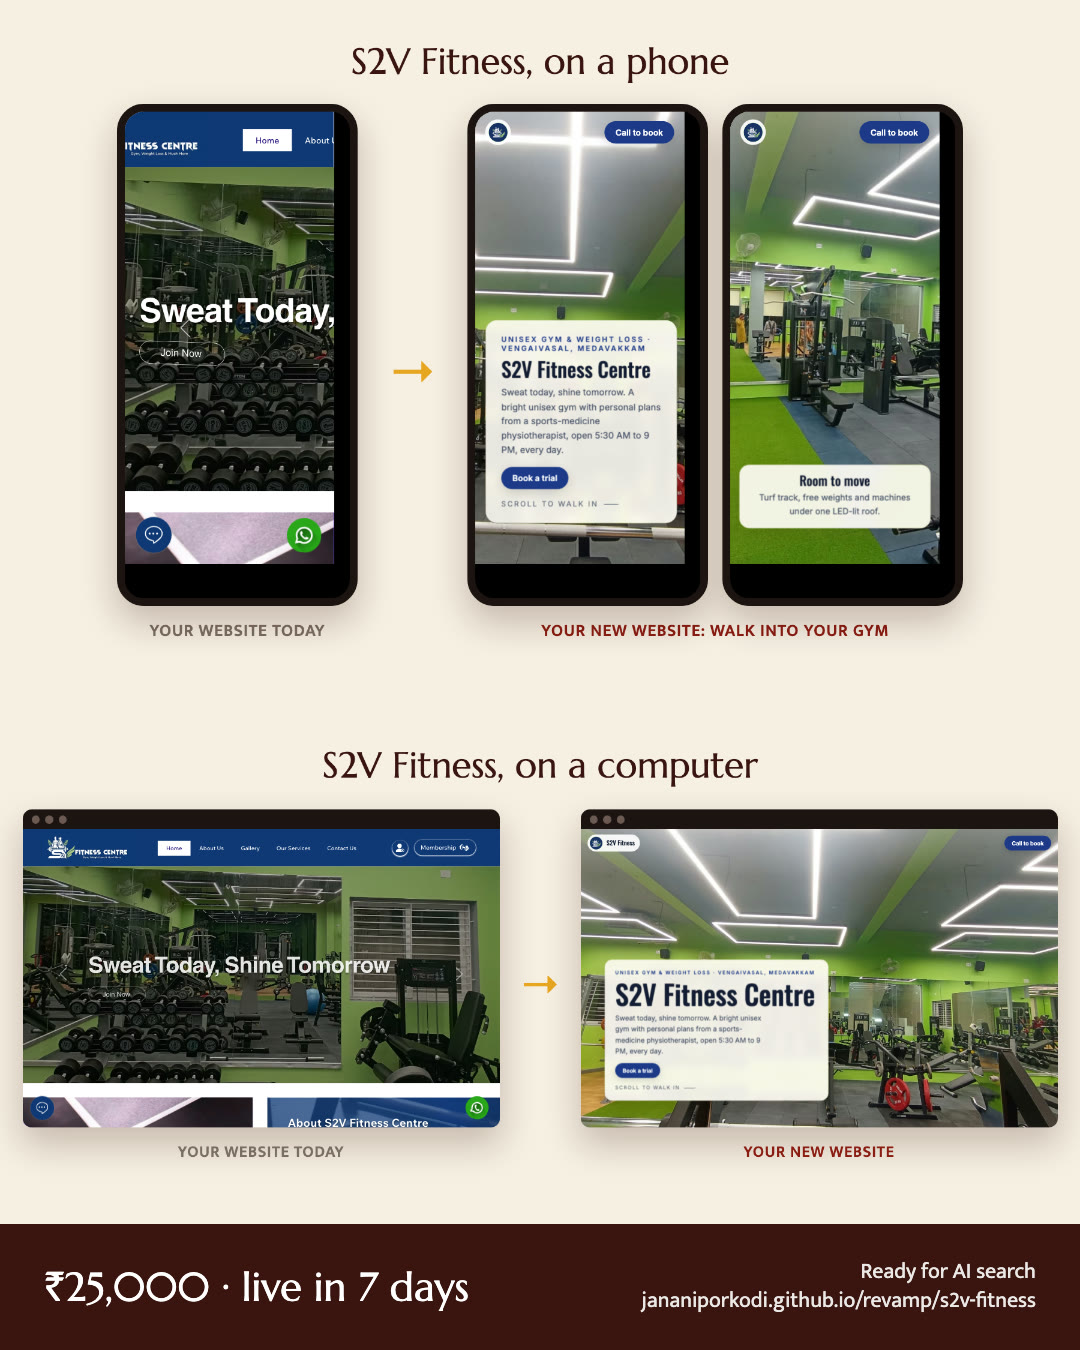 S2V Fitness, on a phone
ITNESS CENTRE
Home
About U
Sweat Today,
Join Now
YOUR WEBSITE TODAY
Call to book
UNISEX GYM & WEIGHT LOSS ·
VENGAIVASAL, MEDAVAKKAM
S2V Fitness Centre
Sweat today, shine tomorrow. A
bright unisex gym with personal plans
from a sports-medicine
physiotherapist, open 5:30 AM to 9
PM, every day.
Book a trial
SCROLL TO WALK IN
Call to book
Room to move
Turf track, free weights and machines
under one LED-lit roof.
YOUR NEW WEBSITE: WALK INTO YOUR GYM
S2V Fitness, on a computer
FITNESS CENTRE
Home
About Us
Gallery
Our Services
Contact Us
Membership
Sweat Today, Shine Tomorrow
Join Now
About S2V Fitness Centre
YOUR WEBSITE TODAY
S2V Fitness
Call to book
UNISEX GYM & WEIGHT LOSS · VENGAIVASAL, MEDAVAKKAM
S2V Fitness Centre
Sweat today, shine tomorrow. A bright unisex
gym with personal plans from a sports-
medicine physiotherapist, open 5:30 AM to 9
PM, every day.
Book a trial
SCROLL TO WALK IN
YOUR NEW WEBSITE
₹25,000 · live in 7 days
Ready for AI search
jananiporkodi.github.io/revamp/s2v-fitness